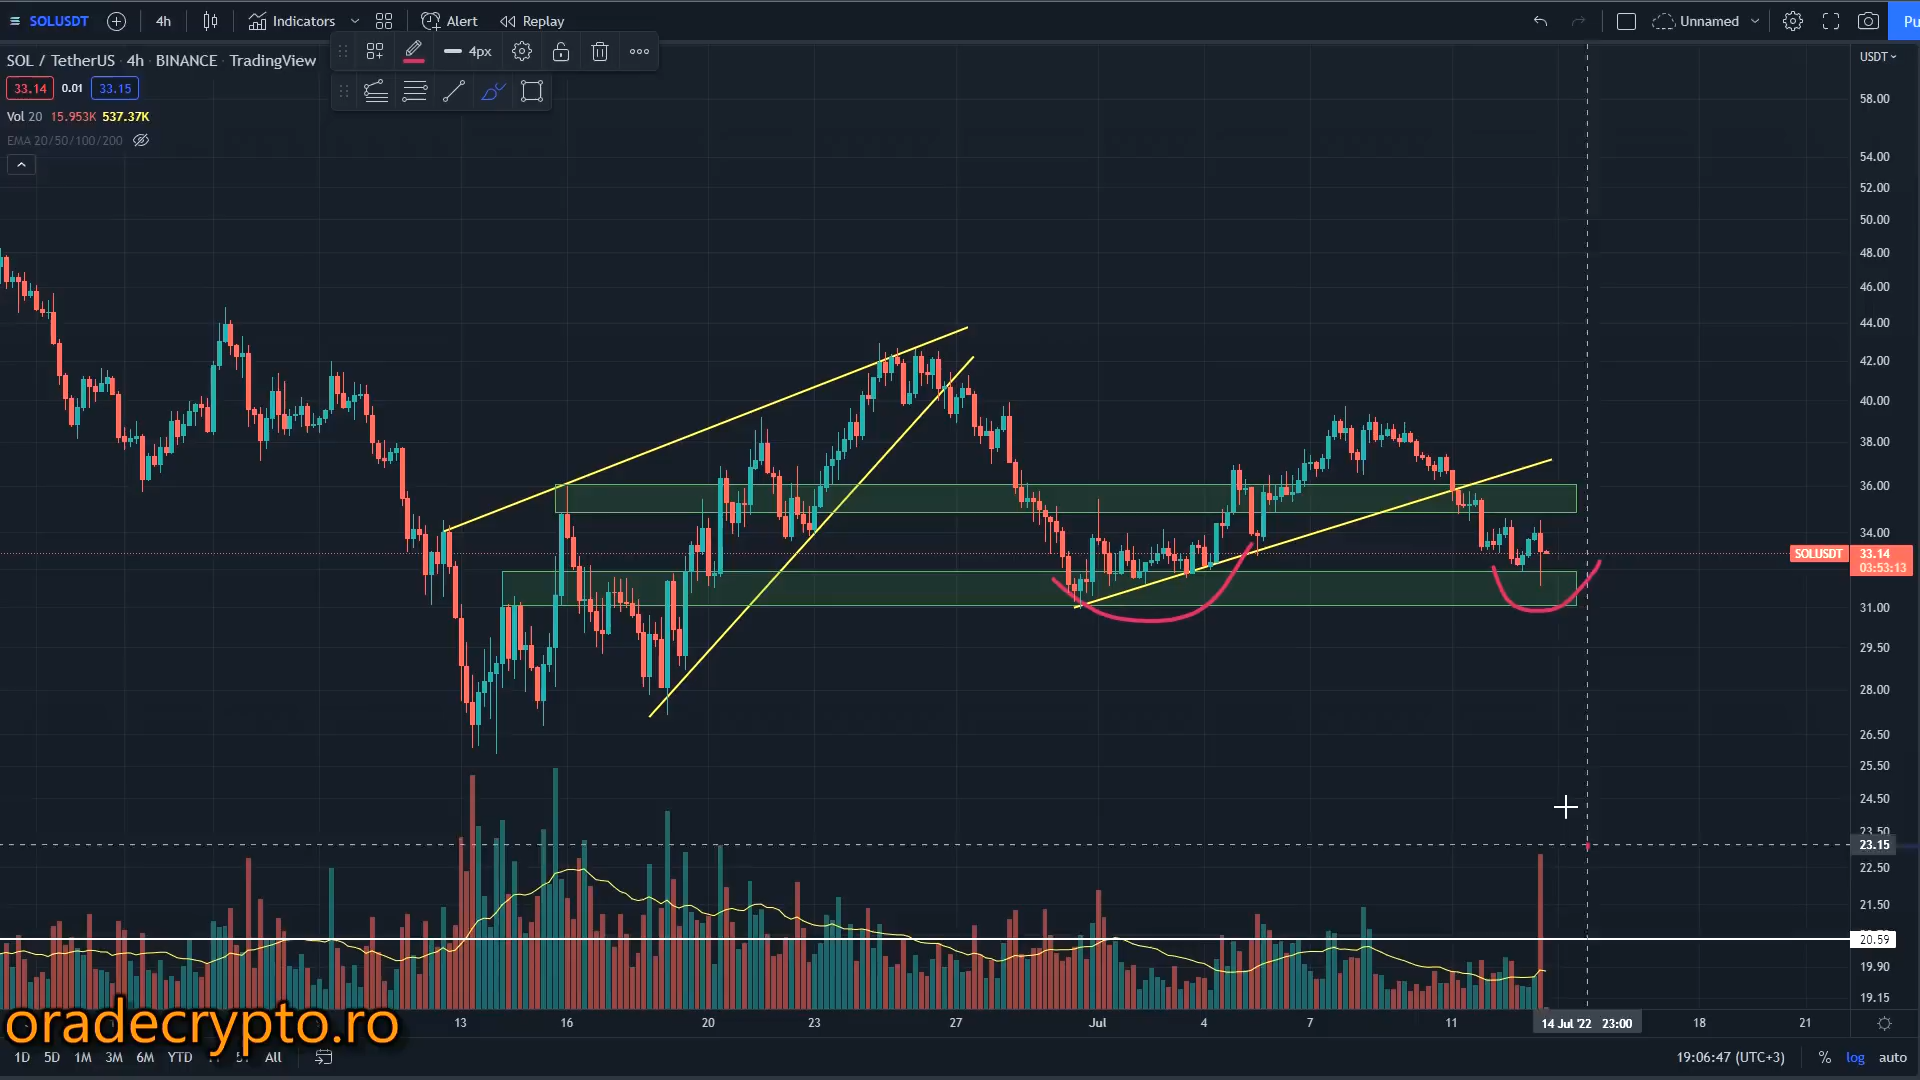 SOLUSDT 4h Indicators Alert Replay Unnamed Pu
4px
SOL / TetherUS · 4h · BINANCE · TradingView
33.14 0.01 33.15
Vol 20 15.953K 537.37K
EMA 20/50/100/200
USDT
58.00
54.00
52.00
50.00
48.00
46.00
44.00
42.00
40.00
38.00
36.00
34.00
SOLUSDT 33.14
03:53:13
31.00
29.50
28.00
26.50
25.50
24.50
23.50
23.15
22.50
21.50
20.59
19.90
19.15
13 16 20 23 27 Jul 4 7 11 14 Jul '22 23:00 18 21
oradecrypto.ro
1D 5D 1M 3M 6M YTD All 19:06:47 (UTC+3) % log auto